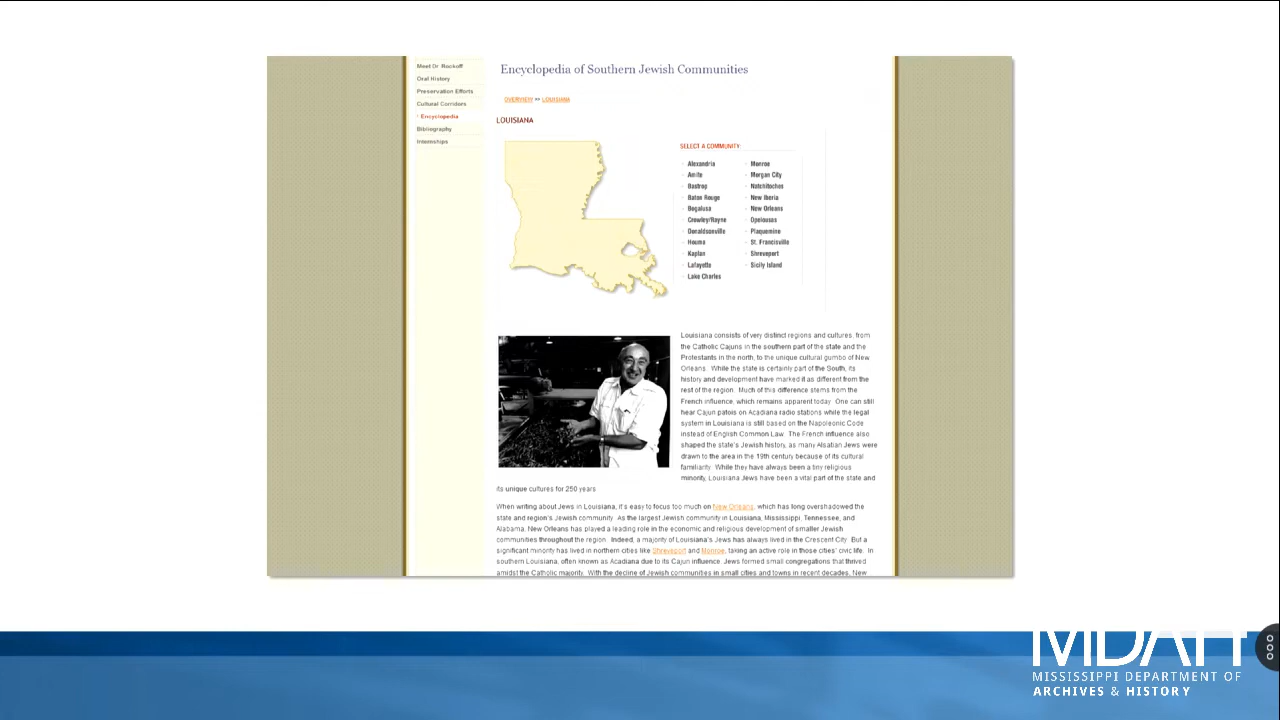 Meet Dr. Rockoff
Oral History
Preservation Efforts
Cultural Corridors
Encyclopedia
Bibliography
Internships
Encyclopedia of Southern Jewish Communities
OVERVIEW >> LOUISIANA
LOUISIANA
SELECT A COMMUNITY:
Alexandria
Amite
Bastrop
Baton Rouge
Bogalusa
Crowley/Rayne
Donaldsonville
Houma
Kaplan
Lafayette
Lake Charles
Monroe
Morgan City
Natchitoches
New Iberia
New Orleans
Opelousas
Plaquemine
St. Francisville
Shreveport
Sicily Island
Louisiana consists of very distinct regions and cultures, from
the Catholic Cajuns in the southern part of the state and the
Protestants in the north, to the unique cultural gumbo of New
Orleans. While the state is certainly part of the South, its
history and development have marked it as different from the
rest of the region. Much of this difference stems from the
French influence, which remains apparent today. One can still
hear Cajun patois on Acadiana radio stations while the legal
system in Louisiana is still based on the Napoleonic Code
instead of English Common Law. The French influence also
shaped the state's Jewish history, as many Alsatian Jews were
drawn to the area in the 19th century because of its cultural
familiarity. While they have always been a tiny religious
minority, Louisiana Jews have been a vital part of the state and
its unique cultures for 250 years.
When writing about Jews in Louisiana, it's easy to focus too much on New Orleans, which has long overshadowed the
state and region's Jewish community. As the largest Jewish community in Louisiana, Mississippi, Tennessee, and
Alabama, New Orleans has played a leading role in the economic and religious development of smaller Jewish
communities throughout the region. Indeed, a majority of Louisiana's Jews has always lived in the Crescent City. But a
significant minority has lived in northern cities like Shreveport and Monroe, taking an active role in those cities' civic life. In
southern Louisiana, often known as Acadiana due to its Cajun influence, Jews formed small congregations that thrived
amidst the Catholic majority. With the decline of Jewish communities in small cities and towns in recent decades, New
MDAH
MISSISSIPPI DEPARTMENT OF
ARCHIVES & HISTORY